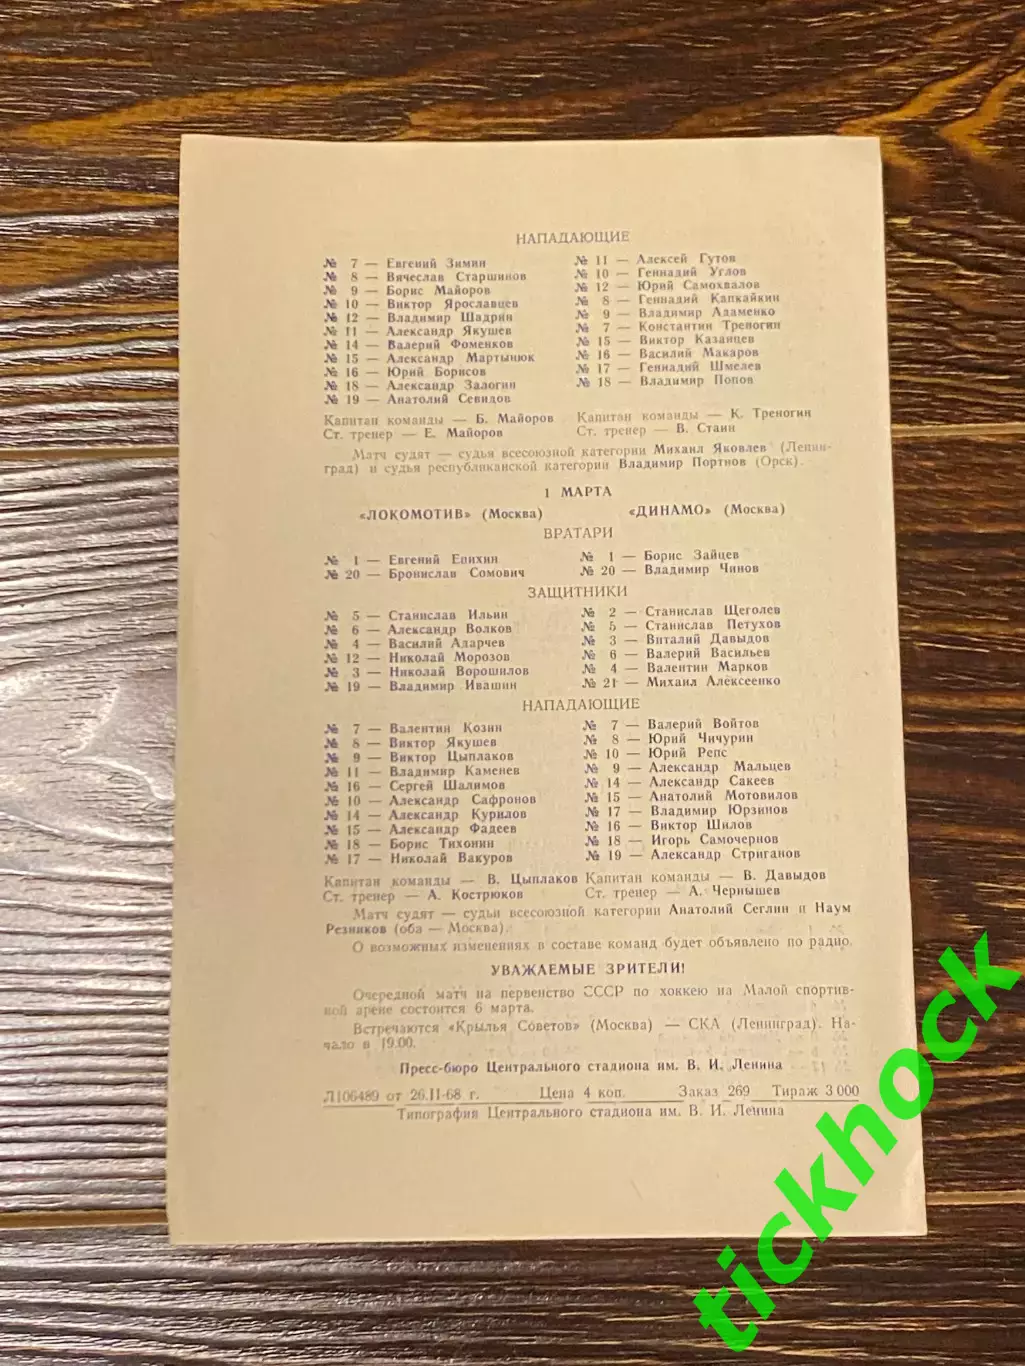 НАПАДАЮЩИЕ
№ 7 — Евгений Зимин
№ 8 — Вячеслав Старшинов
№ 9 — Борис Майоров
№ 10 — Виктор Ярославцев
№ 12 — Владимир Шадрин
№ 11 — Александр Якушев
№ 14 — Валерий Фоменков
№ 15 — Александр Мартынюк
№ 16 — Юрий Борисов
№ 18 — Александр Залогин
№ 19 — Анатолий Севидов
Капитан команды — Б. Майоров
Ст. тренер — Е. Майоров
№ 11 — Алексей Гутов
№ 10 — Геннадий Углов
№ 12 — Юрий Самохвалов
№ 8 — Геннадий Капкайкин
№ 9 — Владимир Адаменко
№ 7 — Константин Треногин
№ 15 — Виктор Казанцев
№ 16 — Василий Макаров
№ 17 — Геннадий Шмелев
№ 18 — Владимир Попов
Капитан команды — К. Треногин
Ст. тренер — В. Стаин
Матч судят — судья всесоюзной категории Михаил Яковлев (Ленин-
град) и судья республиканской категории Владимир Портнов (Орск).
1 МАРТА
«ЛОКОМОТИВ» (Москва) «ДИНАМО» (Москва)
ВРАТАРИ
№ 1 — Евгений Епихин
№ 20 — Бронислав Сомович
№ 1 — Борис Зайцев
№ 20 — Владимир Чинов
ЗАЩИТНИКИ
№ 5 — Станислав Ильин
№ 6 — Александр Волков
№ 4 — Василий Адарчев
№ 12 — Николай Морозов
№ 3 — Николай Ворошилов
№ 19 — Владимир Ивашин
№ 2 — Станислав Щеголев
№ 5 — Станислав Петухов
№ 3 — Виталий Давыдов
№ 6 — Валерий Васильев
№ 4 — Валентин Марков
№ 21 — Михаил Алексеенко
НАПАДАЮЩИЕ
№ 7 — Валентин Козин
№ 8 — Виктор Якушев
№ 9 — Виктор Цыплаков
№ 11 — Владимир Каменев
№ 16 — Сергей Шалимов
№ 10 — Александр Сафронов
№ 14 — Александр Курилов
№ 15 — Александр Фадеев
№ 18 — Борис Тихонин
№ 17 — Николай Вакуров
Капитан команды — В. Цыплаков
Ст. тренер — А. Кострюков
№ 7 — Валерий Войтов
№ 8 — Юрий Чичурин
№ 10 — Юрий Репс
№ 9 — Александр Мальцев
№ 14 — Александр Сакеев
№ 15 — Анатолий Мотовилов
№ 17 — Владимир Юрзинов
№ 16 — Виктор Шилов
№ 18 — Игорь Самочернов
№ 19 — Александр Стриганов
Капитан команды — В. Давыдов
Ст. тренер — А. Чернышев
Матч судят — судьи всесоюзной категории Анатолий Сеглин и Наум
Резников (оба — Москва).
О возможных изменениях в составе команд будет объявлено по радио.
УВАЖАЕМЫЕ ЗРИТЕЛИ!
Очередной матч на первенство СССР по хоккею на Малой спортив-
ной арене состоится 6 марта.
Встречаются «Крылья Советов» (Москва) — СКА (Ленинград). На-
чало в 19.00.
Пресс-бюро Центрального стадиона им. В. И. Ленина
Л106489 от 26.II-68 г. Цена 4 коп. Заказ 269 Тираж 3 000
Типография Центрального стадиона им. В. И. Ленина
tickhock